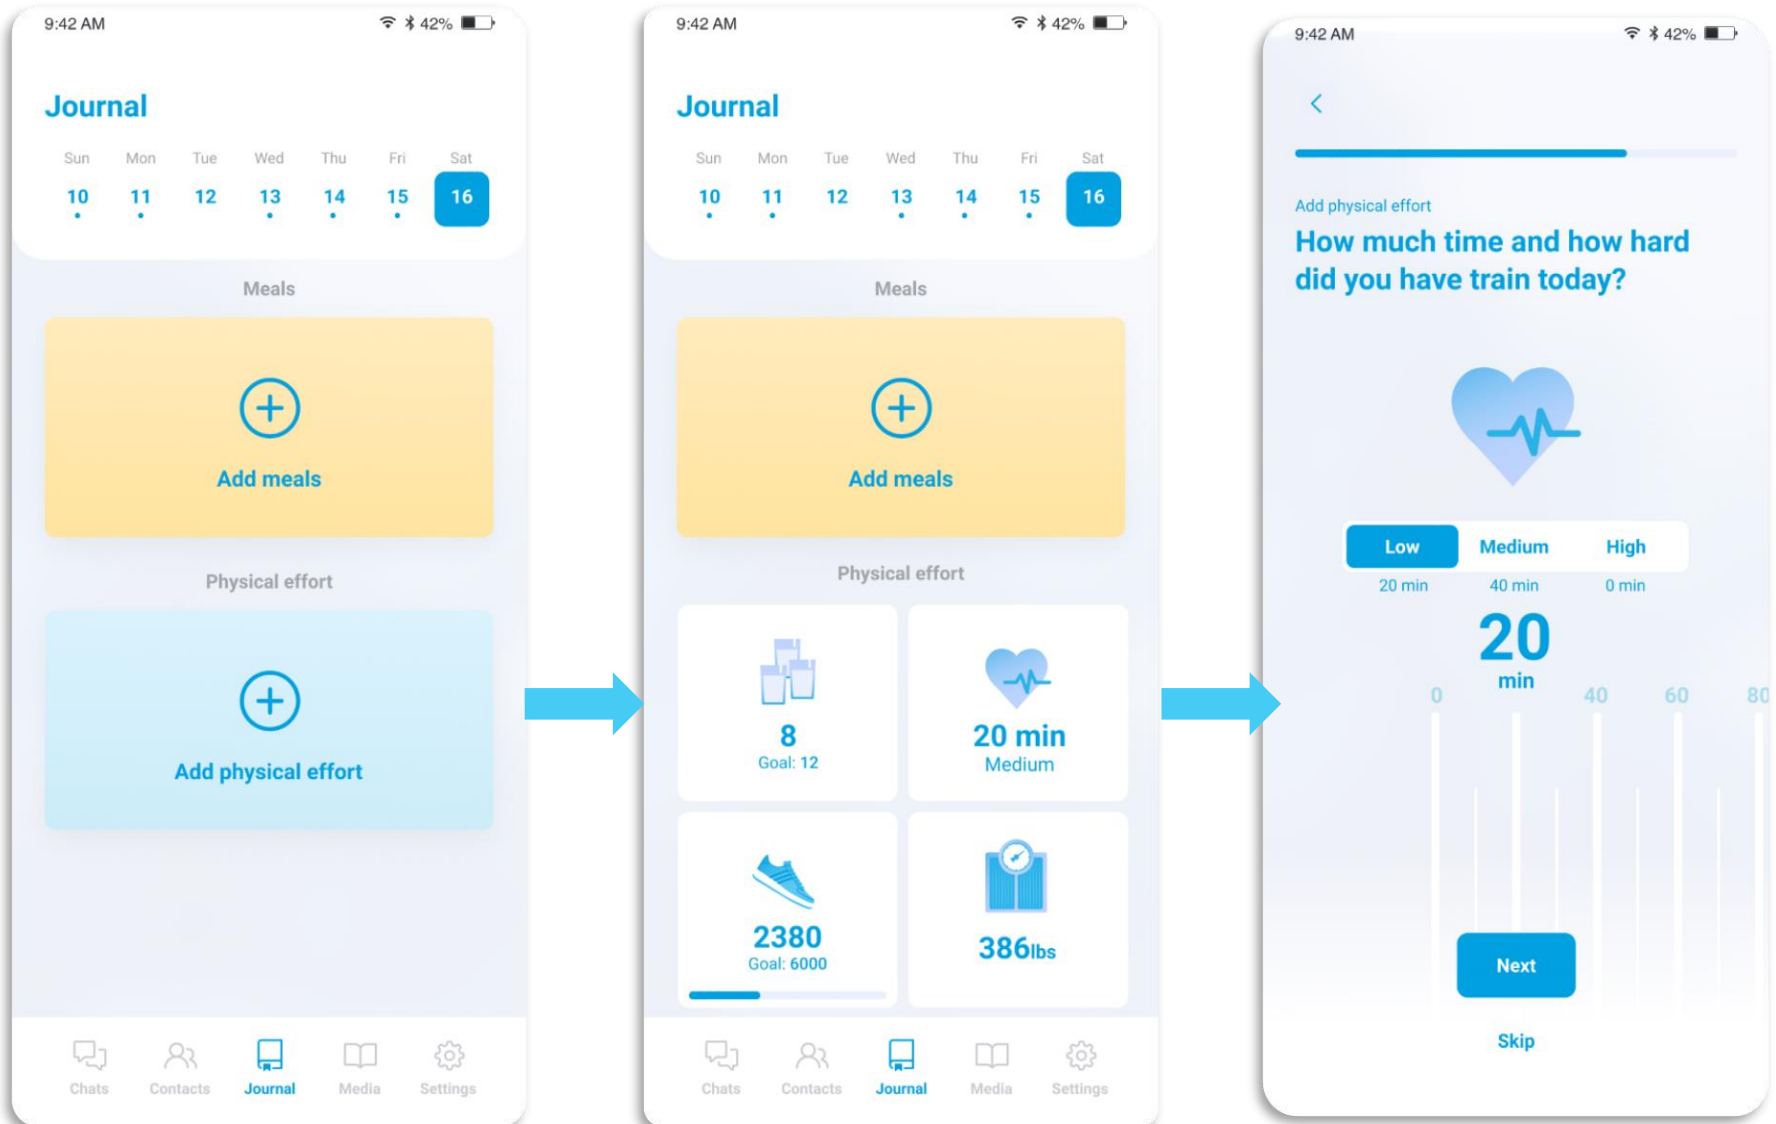 9:42 AM
42%
Journal
Sun Mon Tue Wed Thu Fri Sat
10 11 12 13 14 15 16
Meals
Add meals
Physical effort
Add physical effort
Chats Contacts Journal Media Settings
9:42 AM
42%
Journal
Sun Mon Tue Wed Thu Fri Sat
10 11 12 13 14 15 16
Meals
Add meals
Physical effort
8
Goal: 12
20 min
Medium
2380
Goal: 6000
386lbs
Chats Contacts Journal Media Settings
9:42 AM
42%
Add physical effort
How much time and how hard
did you have train today?
Low Medium High
20 min 40 min 0 min
20
min
0 40 60 80
Next
Skip